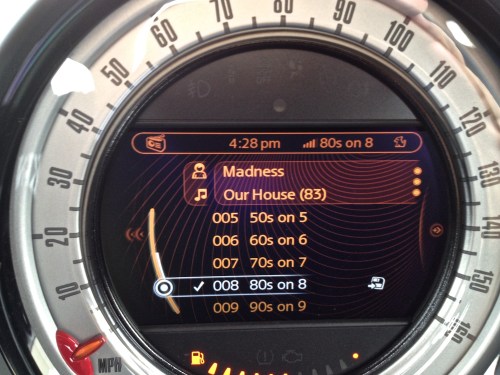 4:28 pm 80s on 8
Madness
Our House (83)
005 50s on 5
006 60s on 6
007 70s on 7
008 80s on 8
009 90s on 9
10
20
30
40
50
60
70
80
90
100
110
120
130
140
150
MPH